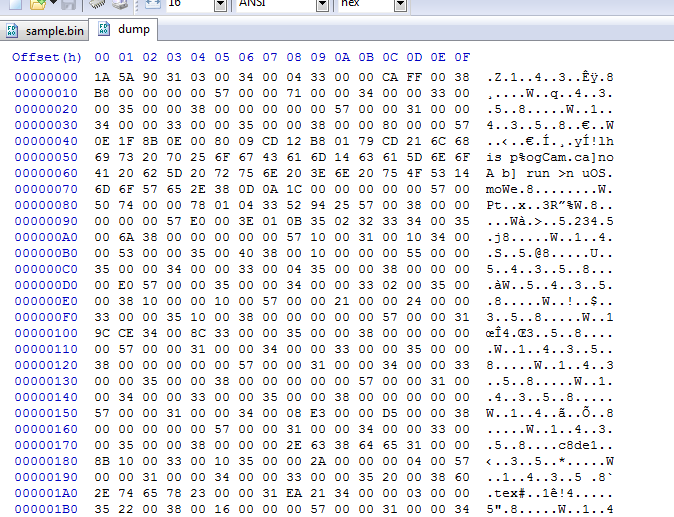 16 ANSI hex
sample.bin dump
Offset(h) 00 01 02 03 04 05 06 07 08 09 0A 0B 0C 0D 0E 0F
00000000 1A 5A 90 31 03 00 34 00 04 33 00 00 CA FF 00 38 .Z.1..4..3..Êÿ.8
00000010 B8 00 00 00 00 57 00 00 71 00 00 34 00 00 33 00 ¸....W..q..4..3.
00000020 00 35 00 00 38 00 00 00 00 00 57 00 00 31 00 00 .5..8.....W..1..
00000030 34 00 00 33 00 00 35 00 00 38 00 00 80 00 00 57 4..3..5..8..€..W
00000040 0E 1F 8B 0E 00 80 09 CD 12 B8 01 79 CD 21 6C 68 ..‹..€.Í.¸.yÍ!lh
00000050 69 73 20 70 25 6F 67 43 61 6D 14 63 61 5D 6E 6F is p%ogCam.ca]no
00000060 41 20 62 5D 20 72 75 6E 20 3E 6E 20 75 4F 53 14 A b] run >n uOS.
00000070 6D 6F 57 65 2E 38 0D 0A 1C 00 00 00 00 00 57 00 moWe.8........W.
00000080 50 74 00 00 78 01 04 33 52 94 25 57 00 38 00 00 Pt..x..3R”%W.8..
00000090 00 00 00 57 E0 00 3E 01 0B 35 02 32 33 34 00 35 ...Wà.>..5.234.5
000000A0 00 6A 38 00 00 00 00 00 57 10 00 31 00 10 34 00 .j8.....W..1..4.
000000B0 00 53 00 00 35 00 40 38 00 10 00 00 00 55 00 00 .S..5.@8.....U..
000000C0 35 00 00 34 00 00 33 00 04 35 00 00 38 00 00 00 5..4..3..5..8...
000000D0 00 E0 57 00 00 35 00 00 34 00 00 33 02 00 35 00 .àW..5..4..3..5.
000000E0 00 38 10 00 00 10 00 57 00 00 21 00 00 24 00 00 .8.....W..!..$..
000000F0 33 00 00 35 10 00 38 00 00 00 00 00 57 00 00 31 3..5..8.....W..1
00000100 9C CE 34 00 8C 33 00 00 35 00 00 38 00 00 00 00 œÎ4.Œ3..5..8....
00000110 00 57 00 00 31 00 00 34 00 00 33 00 00 35 00 00 .W..1..4..3..5..
00000120 38 00 00 00 00 00 57 00 00 31 00 00 34 00 00 33 8.....W..1..4..3
00000130 00 00 35 00 00 38 00 00 00 00 00 57 00 00 31 00 ..5..8.....W..1.
00000140 00 34 00 00 33 00 00 35 00 00 38 00 00 00 00 00 .4..3..5..8.....
00000150 57 00 00 31 00 00 34 00 08 E3 00 00 D5 00 00 38 W..1..4..ã..Õ..8
00000160 00 00 00 00 00 57 00 00 31 00 00 34 00 00 33 00 .....W..1..4..3.
00000170 00 35 00 00 38 00 00 00 2E 63 38 64 65 31 00 00 .5..8....c8de1..
00000180 8B 10 00 33 00 10 35 00 00 2A 00 00 00 04 00 57 ‹..3..5..*.....W
00000190 00 00 31 00 00 34 00 00 33 00 00 35 20 00 38 60 ..1..4..3..5 .8`
000001A0 2E 74 65 78 23 00 00 31 EA 21 34 00 00 03 00 00 .tex#..1ê!4.....
000001B0 35 22 00 38 00 16 00 00 00 57 00 00 31 00 00 34 5".8.....W..1..4